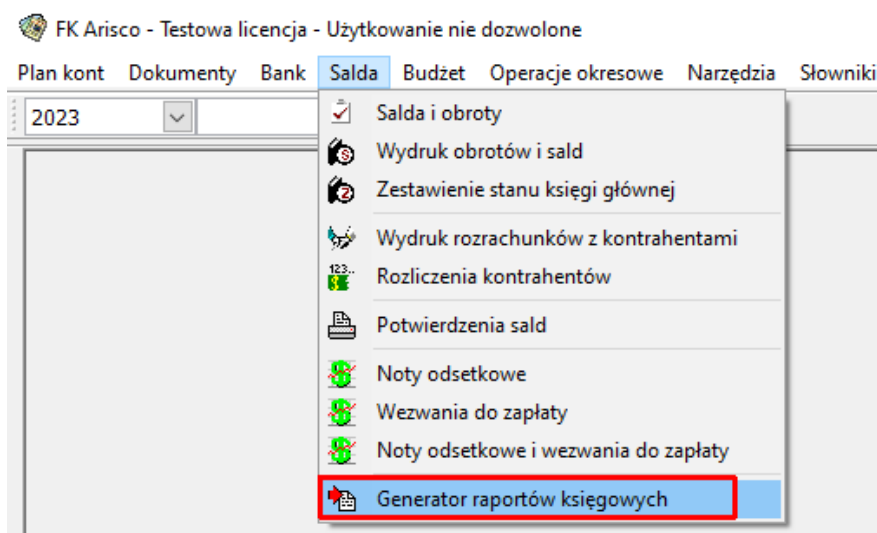 FK Arisco - Testowa licencja - Użytkowanie nie dozwolone
Plan kont Dokumenty Bank Salda Budżet Operacje okresowe Narzędzia Słowniki
2023
Salda i obroty
Wydruk obrotów i sald
Zestawienie stanu księgi głównej
Wydruk rozrachunków z kontrahentami
Rozliczenia kontrahentów
Potwierdzenia sald
Noty odsetkowe
Wezwania do zapłaty
Noty odsetkowe i wezwania do zapłaty
Generator raportów księgowych